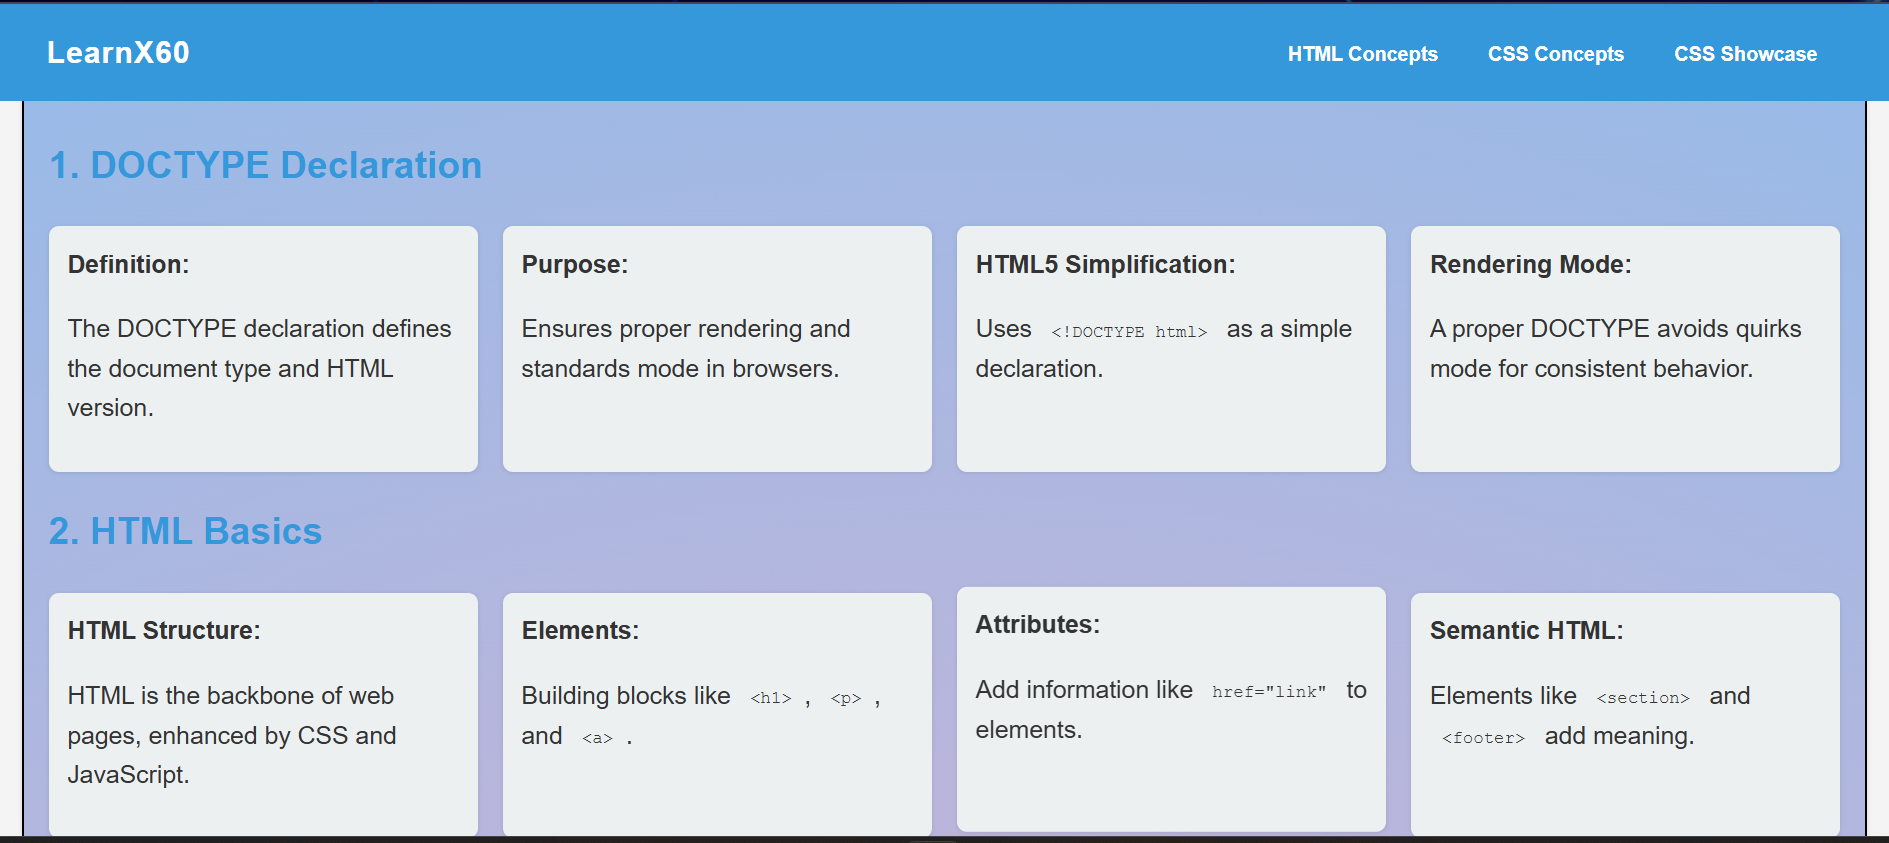 LearnX60
HTML Concepts
CSS Concepts
CSS Showcase
1. DOCTYPE Declaration
Definition:
The DOCTYPE declaration defines
the document type and HTML
version.
Purpose:
Ensures proper rendering and
standards mode in browsers.
HTML5 Simplification:
Uses <!DOCTYPE html> as a simple
declaration.
Rendering Mode:
A proper DOCTYPE avoids quirks
mode for consistent behavior.
2. HTML Basics
HTML Structure:
HTML is the backbone of web
pages, enhanced by CSS and
JavaScript.
Elements:
Building blocks like <h1> , <p> ,
and <a> .
Attributes:
Add information like href="link" to
elements.
Semantic HTML:
Elements like <section> and
<footer> add meaning.